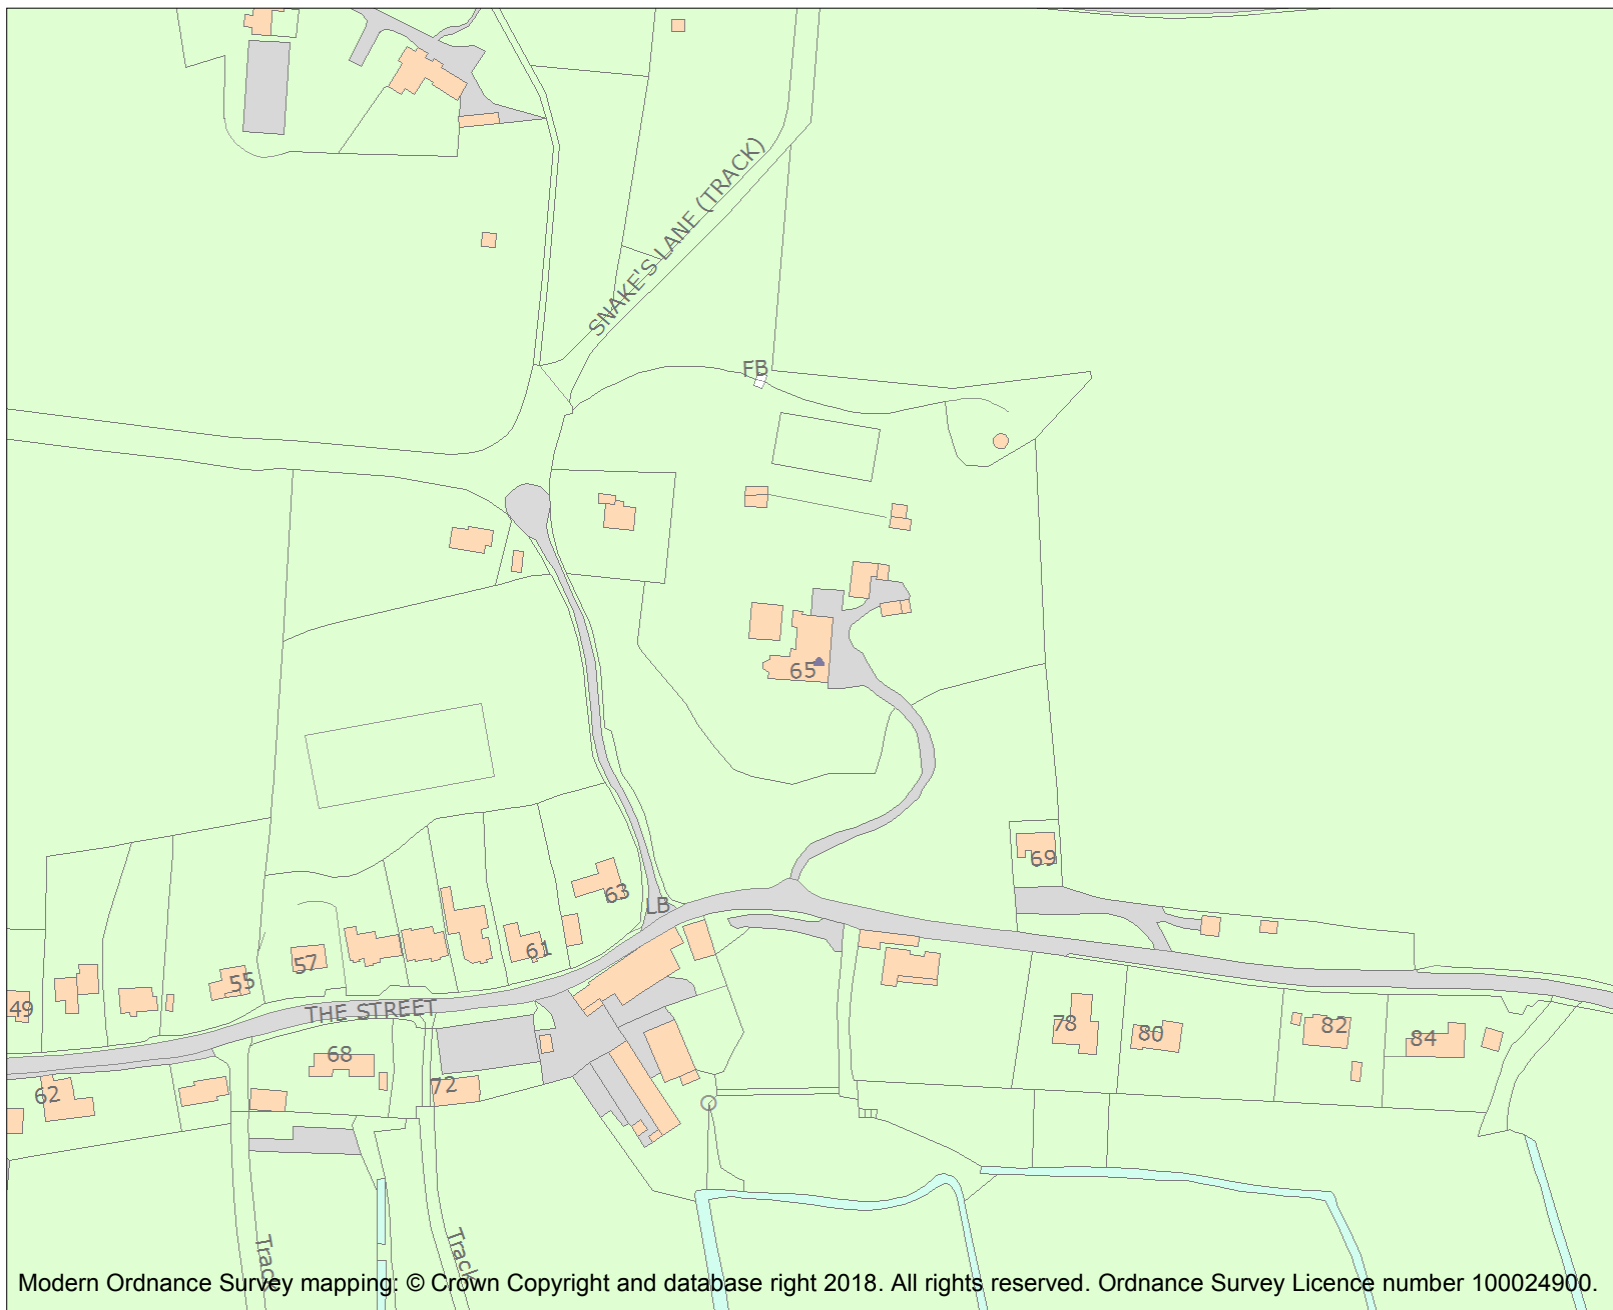 SNAKE'S LANE (TRACK)
FB
65
69
63
LB
61
57
55
49
THE STREET
78
80
82
84
68
72
62
Track
Track
Modern Ordnance Survey mapping: © Crown Copyright and database right 2018. All rights reserved. Ordnance Survey Licence number 100024900.